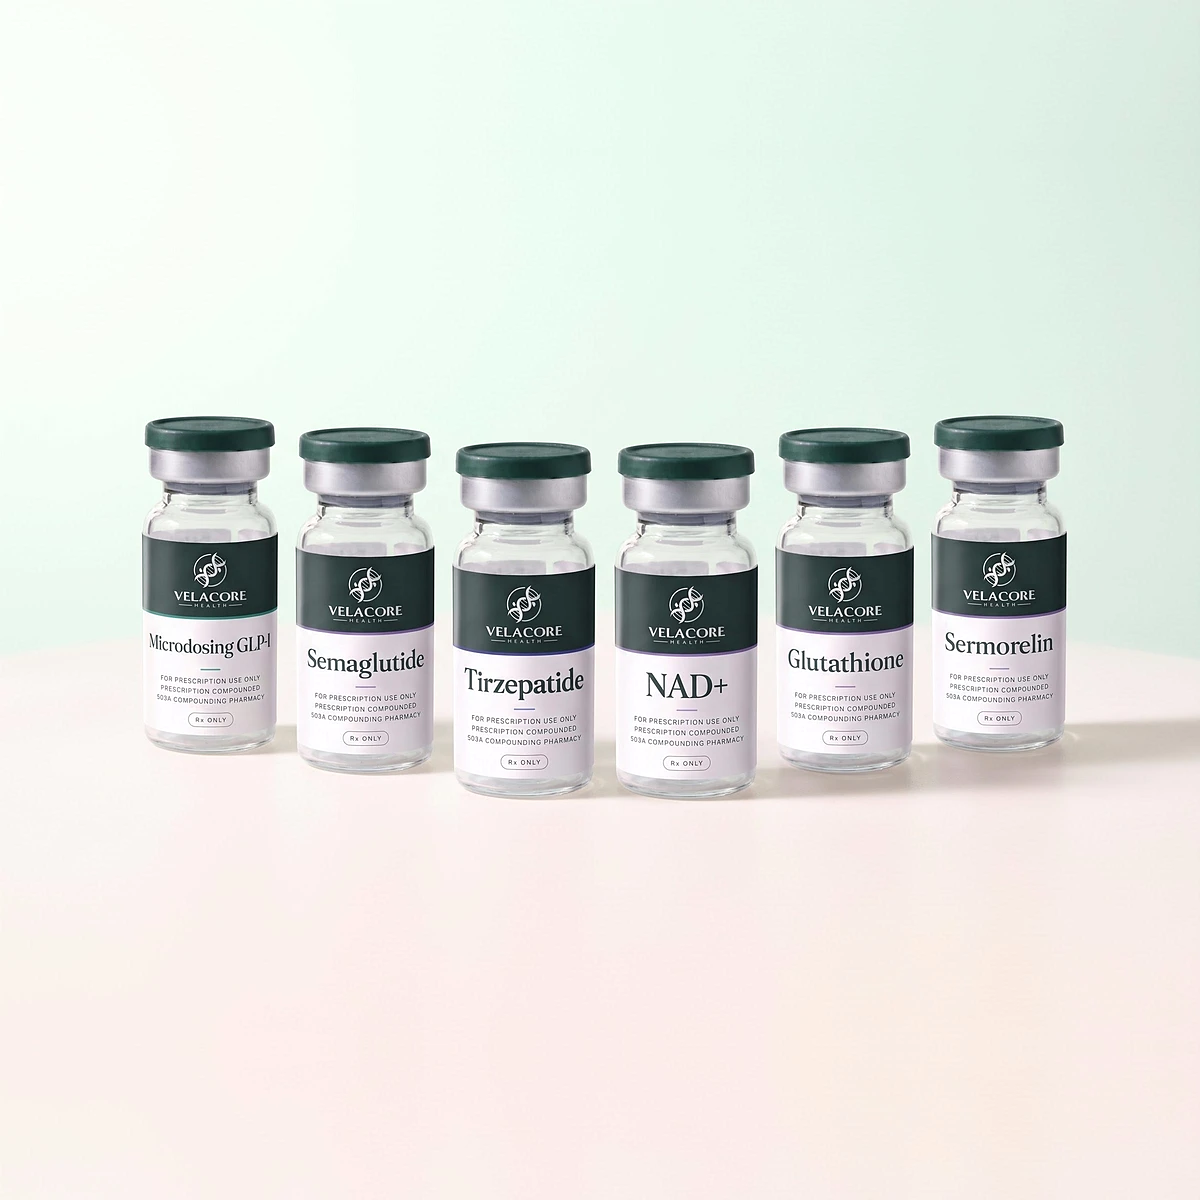 VELACORE
HEALTH
Microdosing GLP-1
FOR PRESCRIPTION USE ONLY
PRESCRIPTION COMPOUNDED
503A COMPOUNDING PHARMACY
Rx ONLY
VELACORE
HEALTH
Semaglutide
FOR PRESCRIPTION USE ONLY
PRESCRIPTION COMPOUNDED
503A COMPOUNDING PHARMACY
Rx ONLY
VELACORE
HEALTH
Tirzepatide
FOR PRESCRIPTION USE ONLY
PRESCRIPTION COMPOUNDED
503A COMPOUNDING PHARMACY
Rx ONLY
VELACORE
HEALTH
NAD+
FOR PRESCRIPTION USE ONLY
PRESCRIPTION COMPOUNDED
503A COMPOUNDING PHARMACY
Rx ONLY
VELACORE
HEALTH
Glutathione
FOR PRESCRIPTION USE ONLY
PRESCRIPTION COMPOUNDED
503A COMPOUNDING PHARMACY
Rx ONLY
VELACORE
HEALTH
Sermorelin
FOR PRESCRIPTION USE ONLY
PRESCRIPTION COMPOUNDED
503A COMPOUNDING PHARMACY
Rx ONLY